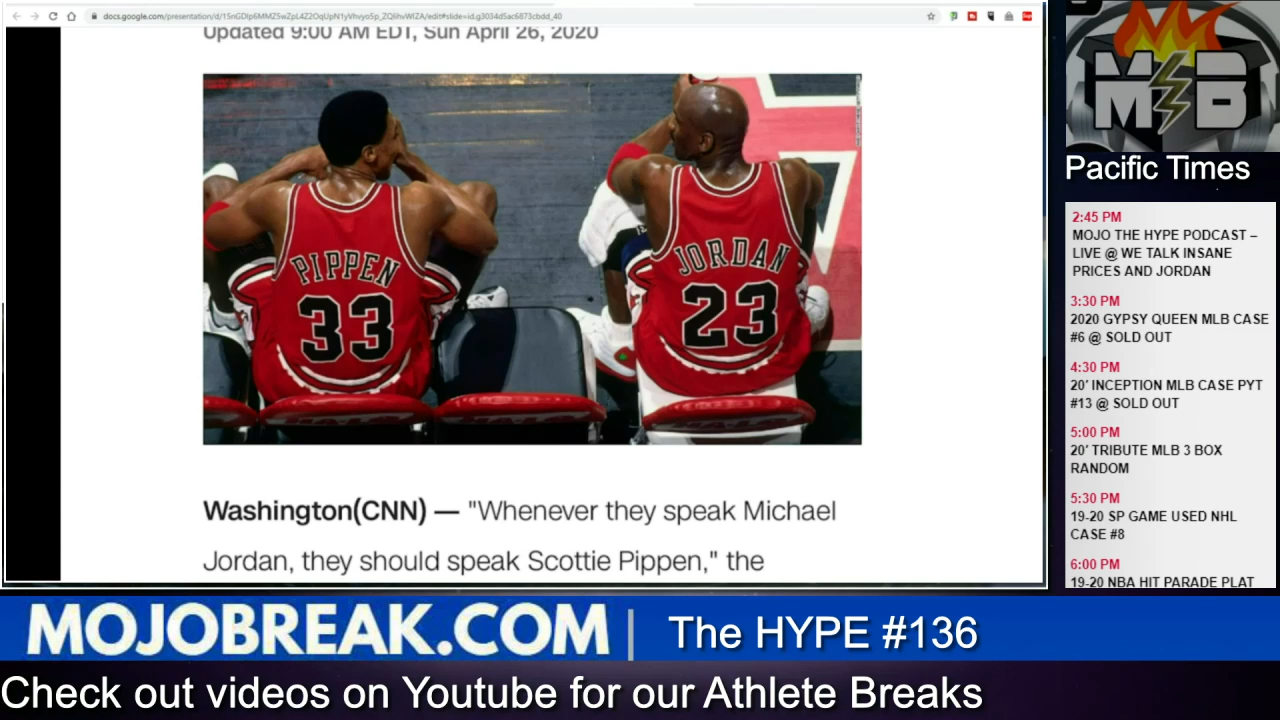 docs.google.com/presentation/d/
Updated 9:00 AM EDT, Sun April 26, 2020
PIPPEN
33
JORDAN
23
Washington(CNN) — "Whenever they speak Michael
Jordan, they should speak Scottie Pippen," the
M B
M B
Pacific Times
2:45 PM
MOJO THE HYPE PODCAST –
LIVE @ WE TALK INSANE
PRICES AND JORDAN
3:30 PM
2020 GYPSY QUEEN MLB CASE
#6 @ SOLD OUT
4:30 PM
20' INCEPTION MLB CASE PYT
#13 @ SOLD OUT
5:00 PM
20' TRIBUTE MLB 3 BOX
RANDOM
5:30 PM
19-20 SP GAME USED NHL
CASE #8
6:00 PM
19-20 NBA HIT PARADE PLAT
MOJOBREAK.COM | The HYPE #136
Check out videos on Youtube for our Athlete Breaks